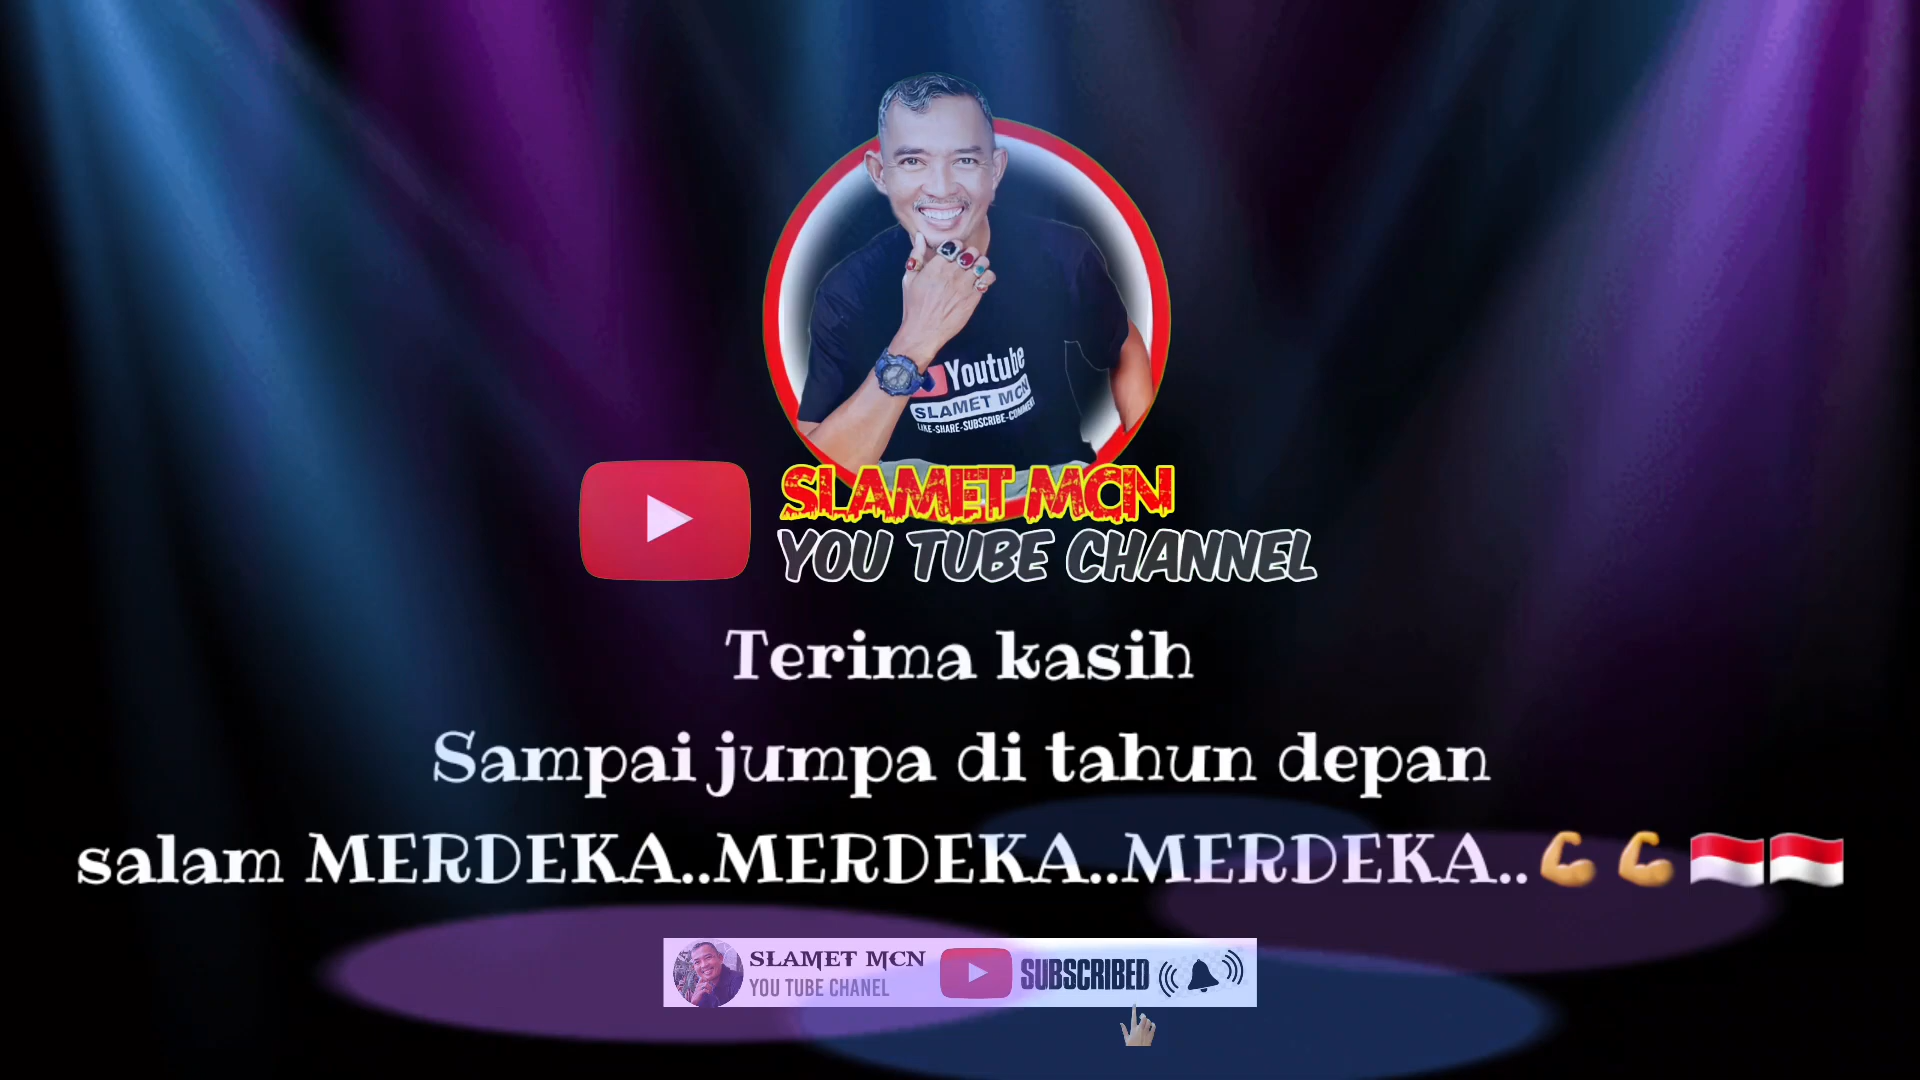 Youtube
SLAMET MCN
LIKE-SHARE-SUBSCRIBE-COMMENT
SLAMET MCN
YOU TUBE CHANNEL
Terima kasih
Sampai jumpa di tahun depan
salam MERDEKA..MERDEKA..MERDEKA..💪💪🇮🇩🇮🇩
SLAMET MCN
YOU TUBE CHANEL
SUBSCRIBED